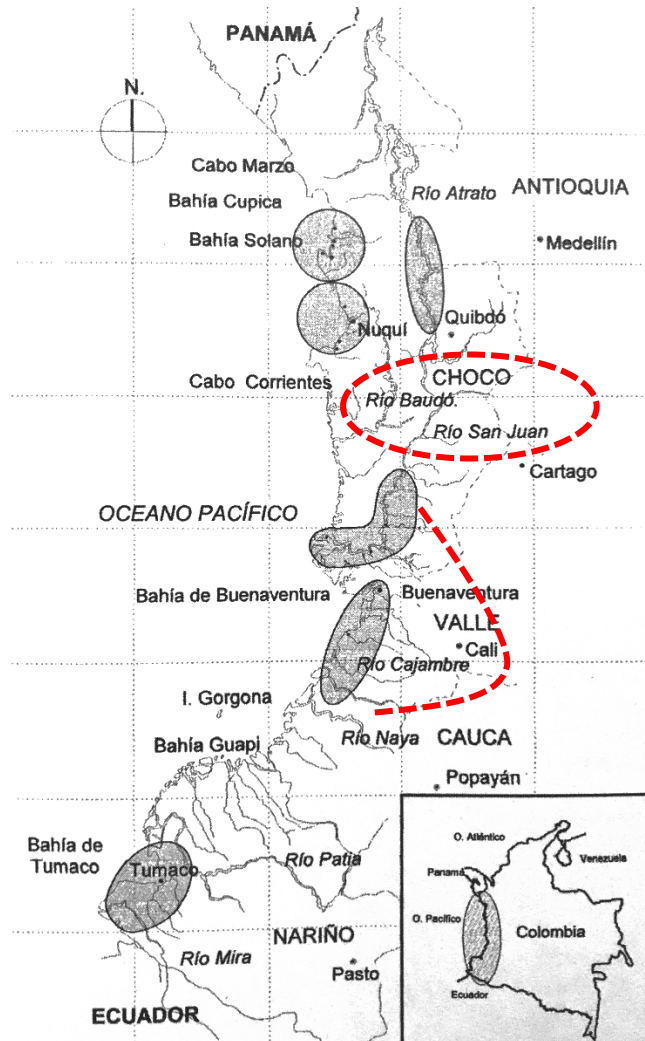 PANAMÁ
N.
Cabo Marzo
Río Atrato
ANTIOQUIA
Bahía Cupica
Bahía Solano
Medellín
Quibdó
Nuquí
CHOCO
Cabo Corrientes
Río Baudó.
Río San Juan
Cartago
OCEANO PACÍFICO
Bahía de Buenaventura
Buenaventura
VALLE
Cali
Río Cajambre
I. Gorgona
Río Naya
CAUCA
Bahía Guapi
Popayán
Bahía de
Tumaco
Tumaco
Río Patía
NARIÑO
Río Mira
Pasto
ECUADOR
O. Atlántico
Panamá
Venezuela
O. Pacífico
Colombia
Ecuador